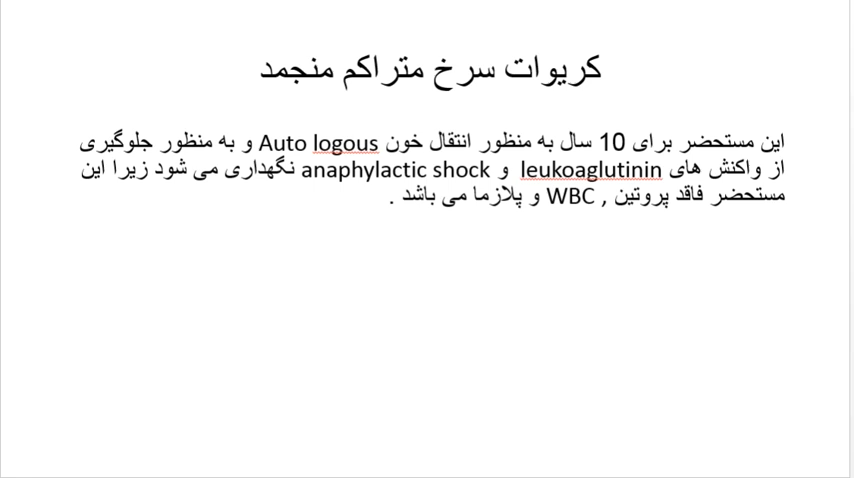 کریوات سرخ متراکم منجمد
این مستحضر برای 10 سال به منظور انتقال خون Auto logous و به منظور جلوگیری
از واکنش های leukoaglutinin و anaphylactic shock نگهداری می شود زیرا این
مستحضر فاقد پروتین , WBC و پلازما می باشد .